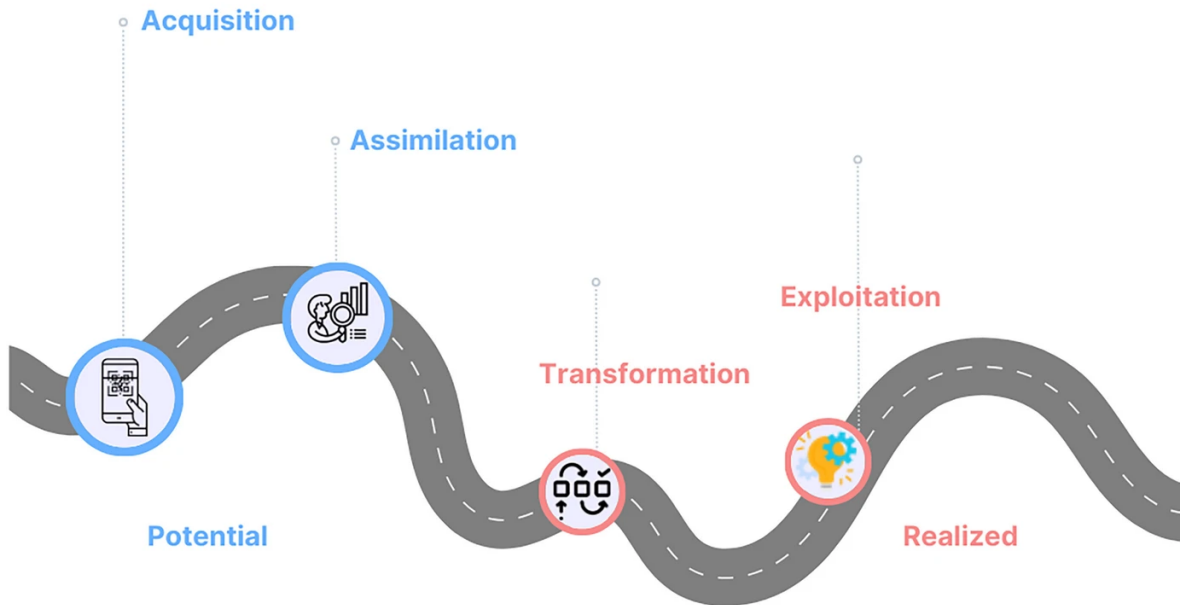 Acquisition
Assimilation
Exploitation
Transformation
Potential
Realized